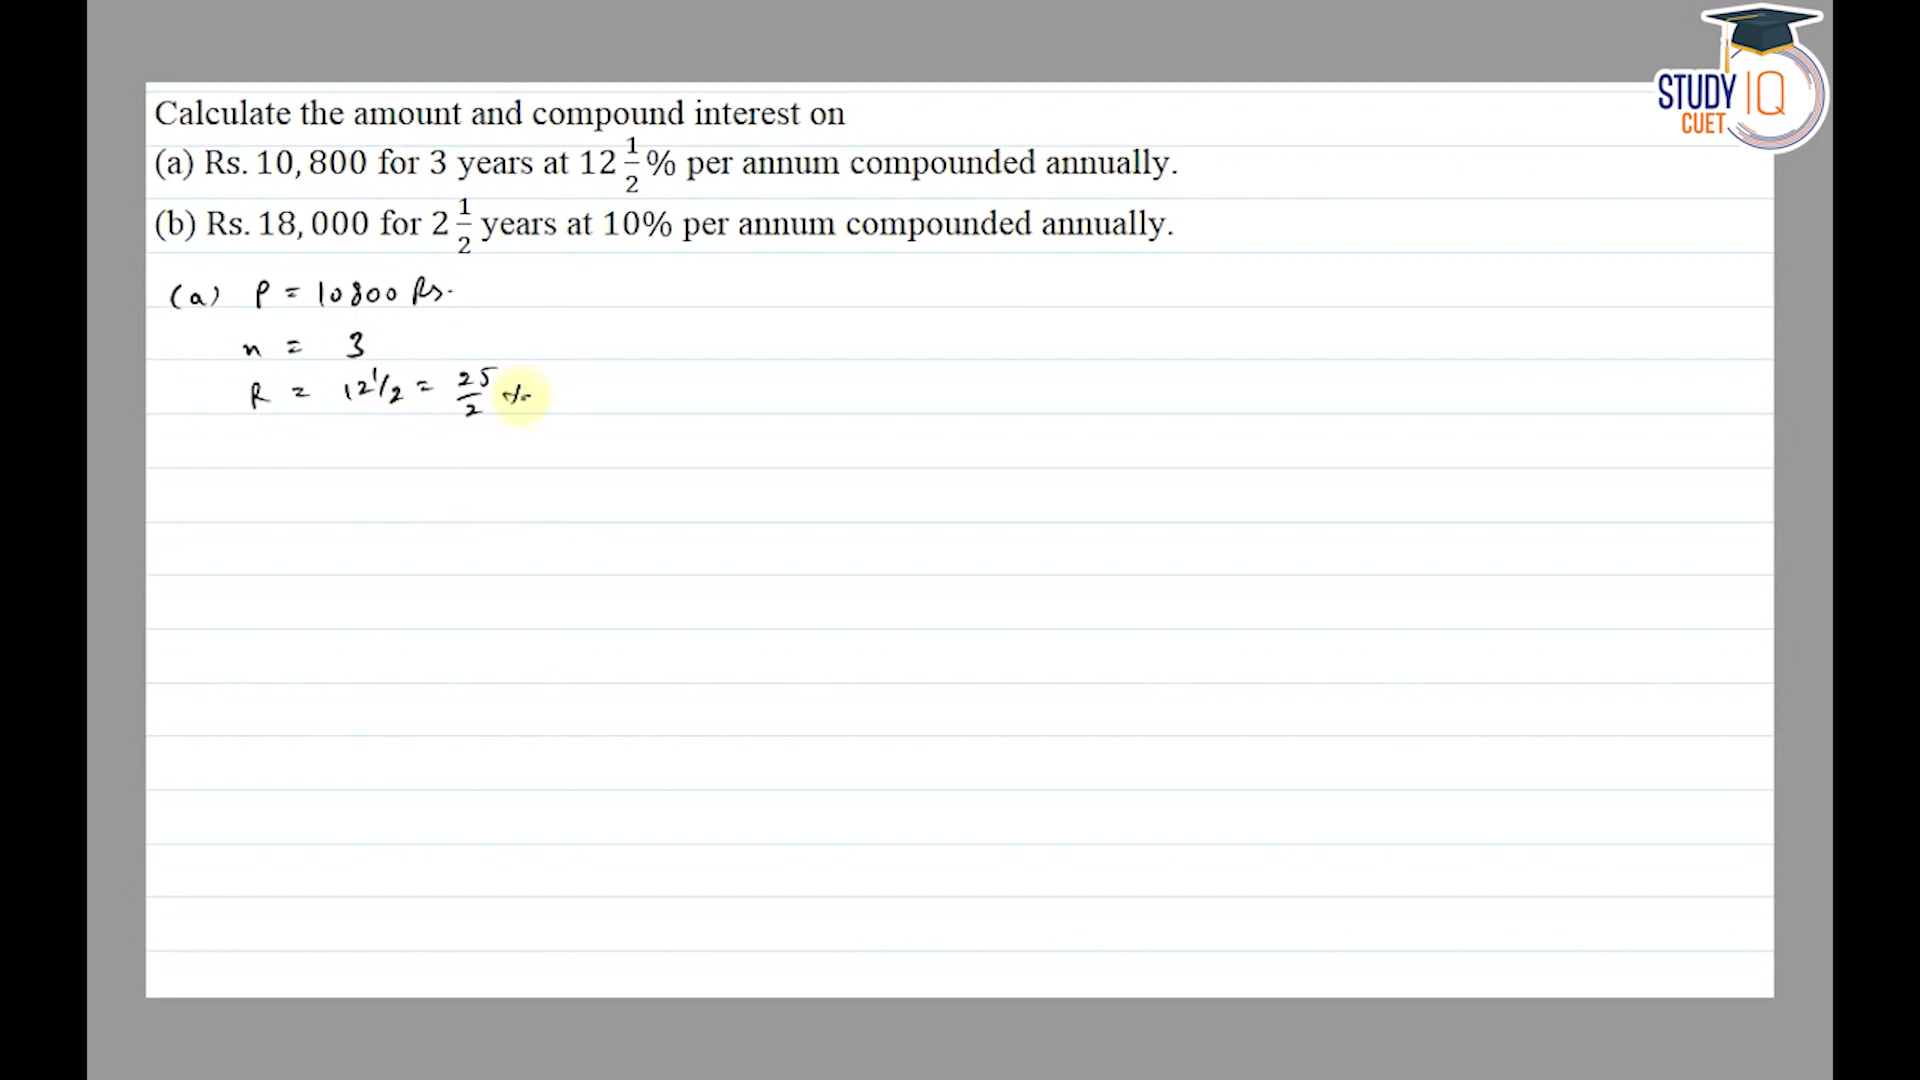 STUDY IQ
CUET
Calculate the amount and compound interest on
(a) Rs. 10,800 for 3 years at 12 1/2 % per annum compounded annually.
(b) Rs. 18,000 for 2 1/2 years at 10% per annum compounded annually.
(a) P = 10800 Rs.
n = 3
R = 12 1/2 = 25/2 %